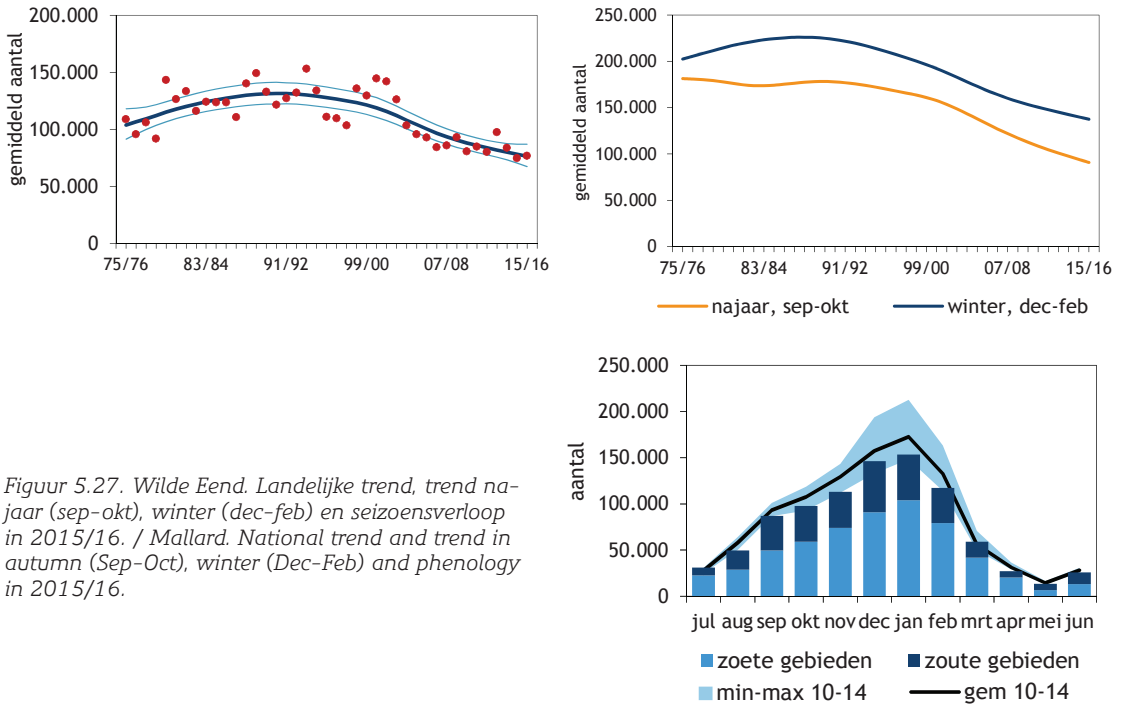 200.000
150.000
100.000
50.000
0
gemiddeld aantal
75/76 83/84 91/92 99/00 07/08 15/16
250.000
200.000
150.000
100.000
50.000
0
gemiddeld aantal
75/76 83/84 91/92 99/00 07/08 15/16
najaar, sep-okt winter, dec-feb
250.000
200.000
150.000
100.000
50.000
0
aantal
jul aug sep okt nov dec jan feb mrt apr mei jun
zoete gebieden zoute gebieden
min-max 10-14 gem 10-14
Figuur 5.27. Wilde Eend. Landelijke trend, trend na-
jaar (sep-okt), winter (dec-feb) en seizoensverloop
in 2015/16. / Mallard. National trend and trend in
autumn (Sep-Oct), winter (Dec-Feb) and phenology
in 2015/16.